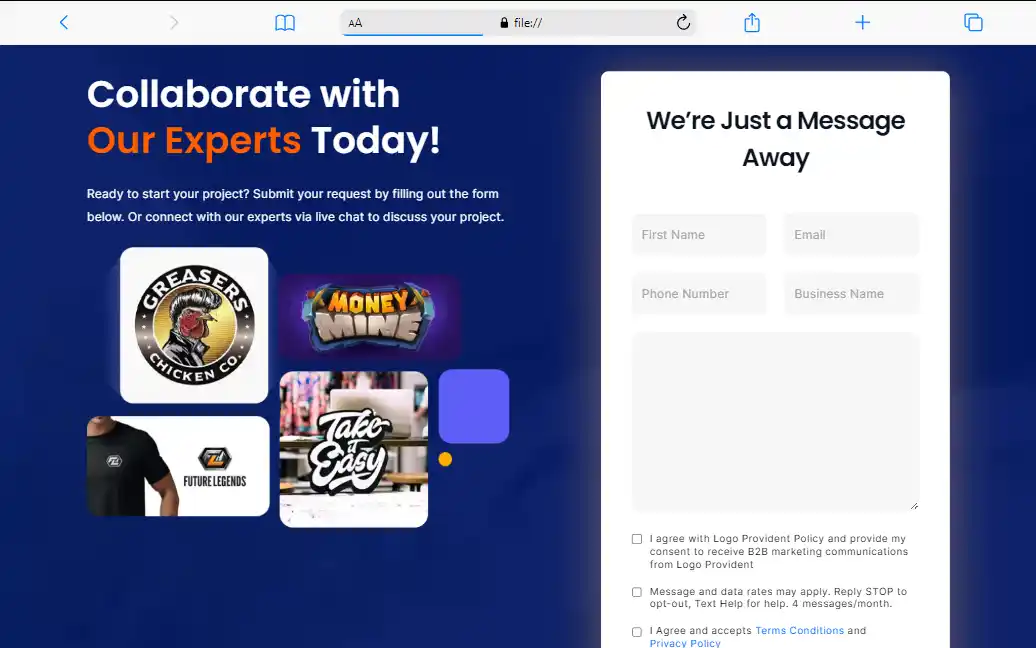 AA
file://
Collaborate with
Our Experts Today!
Ready to start your project? Submit your request by filling out the form
below. Or connect with our experts via live chat to discuss your project.
GREASERS
CHICKEN CO.
MONEY
MINE
FUTURE LEGENDS
Take
it
Easy
We’re Just a Message
Away
First Name
Email
Phone Number
Business Name
I agree with Logo Provident Policy and provide my
consent to receive B2B marketing communications
from Logo Provident
Message and data rates may apply. Reply STOP to
opt-out, Text Help for help. 4 messages/month.
I Agree and accepts Terms Conditions and
Privacy Policy